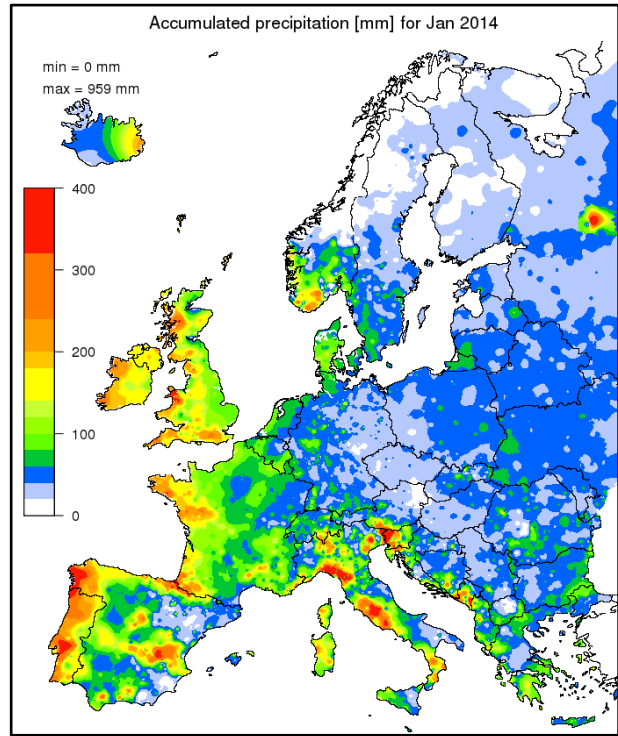 Accumulated precipitation [mm] for Jan 2014
min = 0 mm
max = 959 mm
400
300
200
100
0